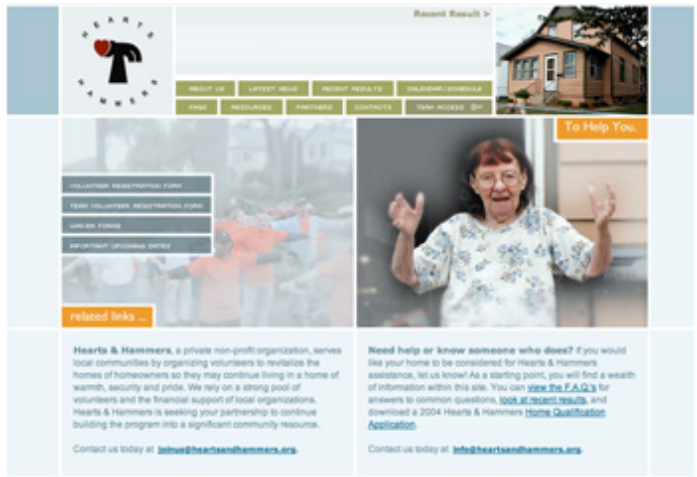 HEARTS
HAMMERS
Recent Result >
ABOUT US
LATEST NEWS
RECENT RESULTS
CALENDAR/SCHEDULE
FAQS
RESOURCES
PARTNERS
CONTACTS
TEAM ACCESS
To Help You.
VOLUNTEER REGISTRATION FORM
TEAM VOLUNTEER REGISTRATION FORM
WAIVER FORMS
IMPORTANT UPCOMING DATES
related links ...
Hearts & Hammers, a private non-profit organization, serves
local communities by organizing volunteers to revitalize the
homes of homeowners so they may continue living in a home of
warmth, security and pride. We rely on a strong pool of
volunteers and the financial support of local organizations.
Hearts & Hammers is seeking your partnership to continue
building the program into a significant community resource.
Contact us today at joinus@heartsandhammers.org.
Need help or know someone who does? If you would
like your home to be considered for Hearts & Hammers
assistance, let us know! As a starting point, you will find a wealth
of information within this site. You can view the F.A.Q.'s for
answers to common questions, look at recent results, and
download a 2004 Hearts & Hammers Home Qualification
Application.
Contact us today at info@heartsandhammers.org.